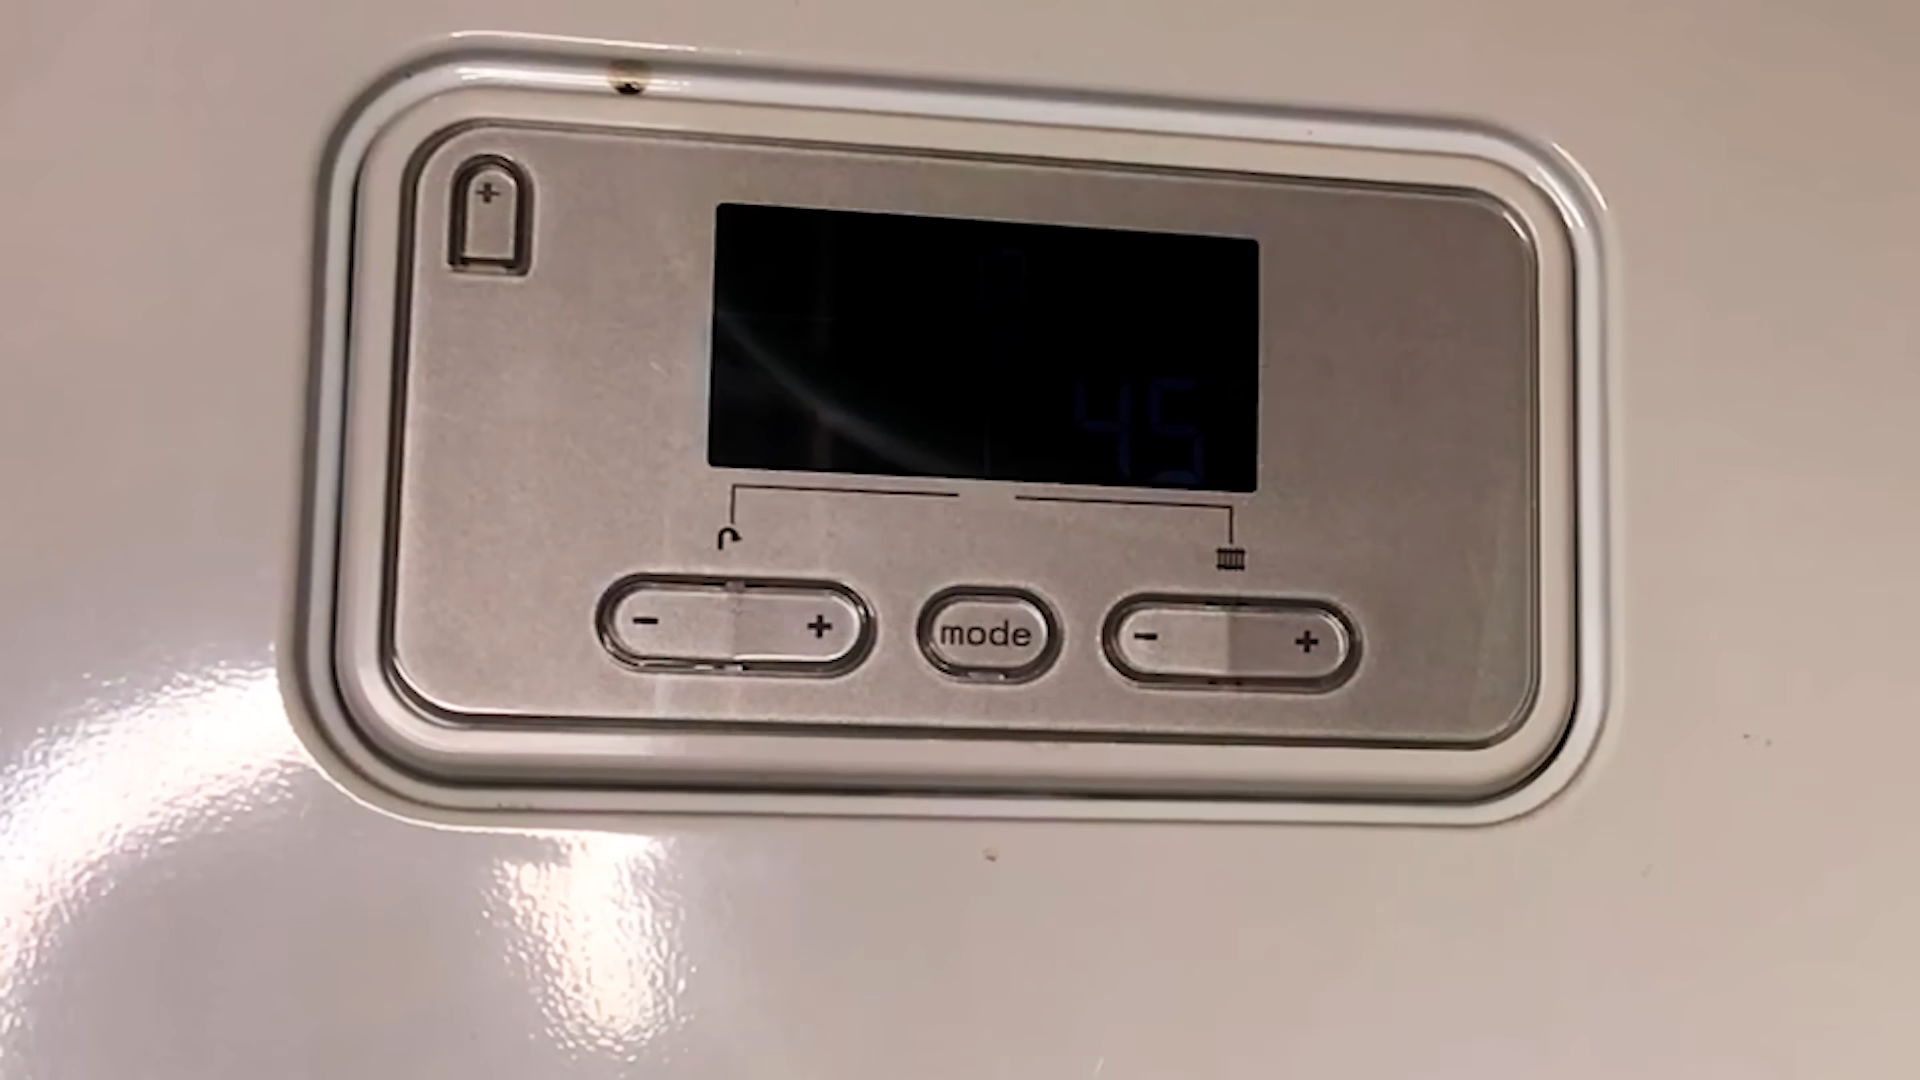 45
- + mode - +